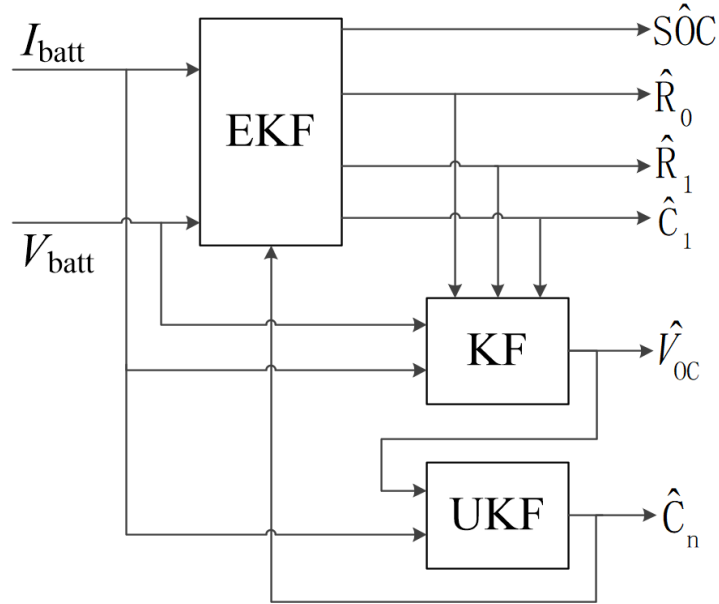 I_batt
SÔC
R̂_0
EKF
R̂_1
V_batt
Ĉ_1
KF
V̂_OC
UKF
Ĉ_n